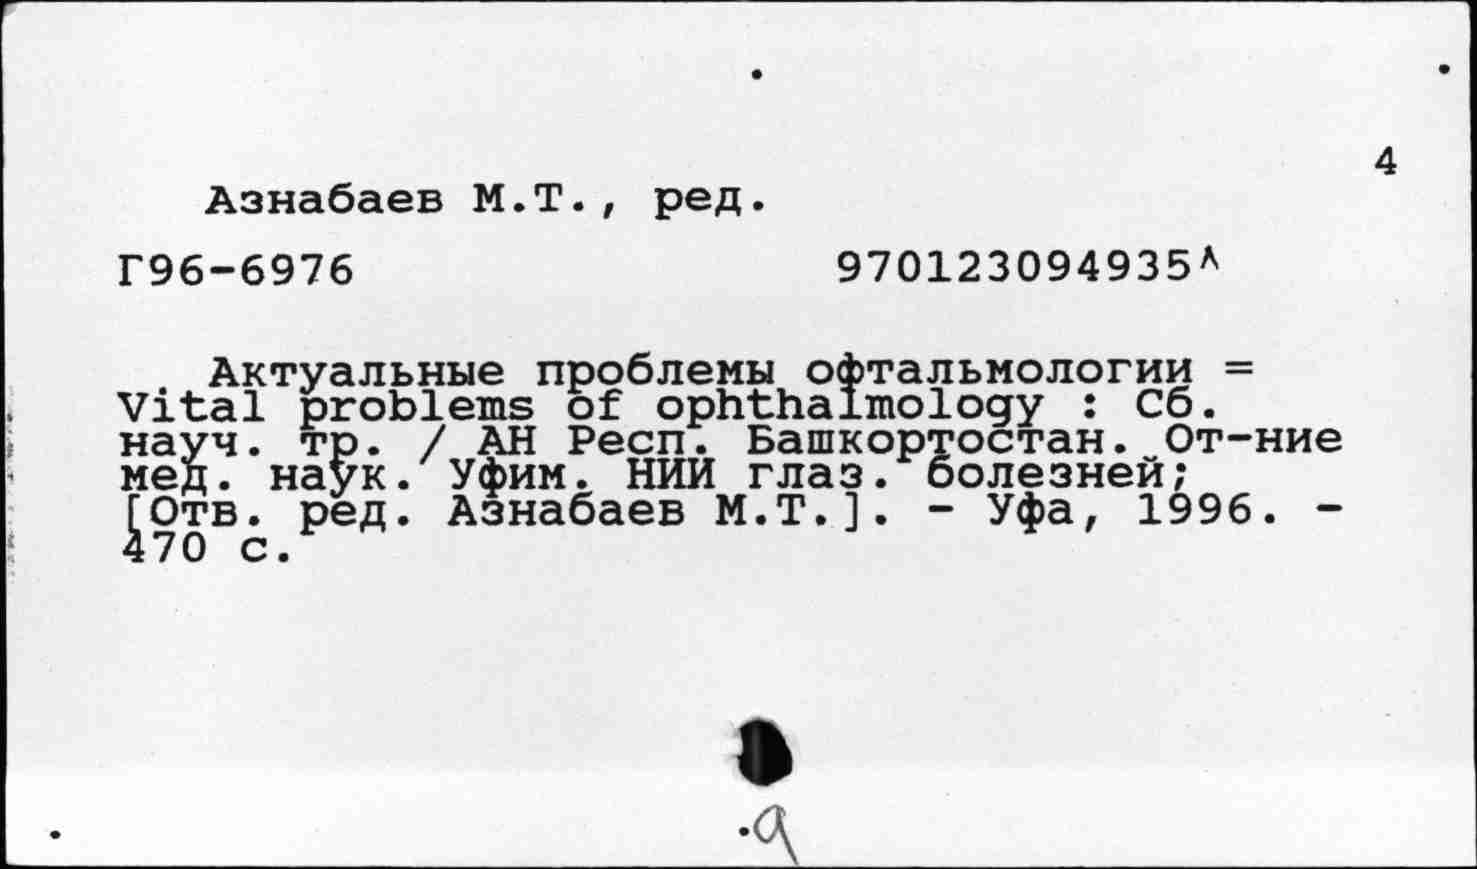 4
Азнабаев М.Т., ред.
Г96-6976 970123094935Л
Актуальные проблемы офтальмологии =
Vital problems of ophthalmology : Сб.
науч. тр. / АН Респ. Башкортостан. От-ние
мед. наук. Уфим. НИИ глаз. болезней;
[Отв. ред. Азнабаев М.Т.]. - Уфа, 1996. -
470 с.